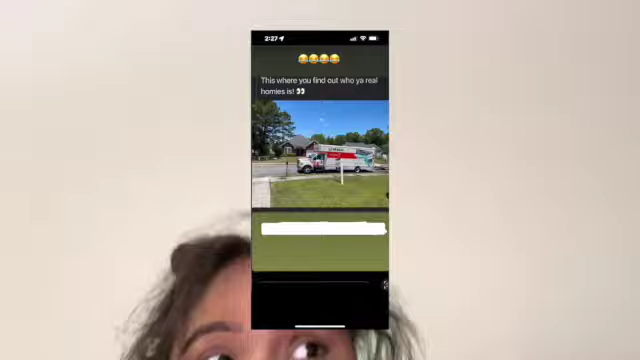 2:27
😂😂😂😂
This where you find out who ya real
homies is! 👀